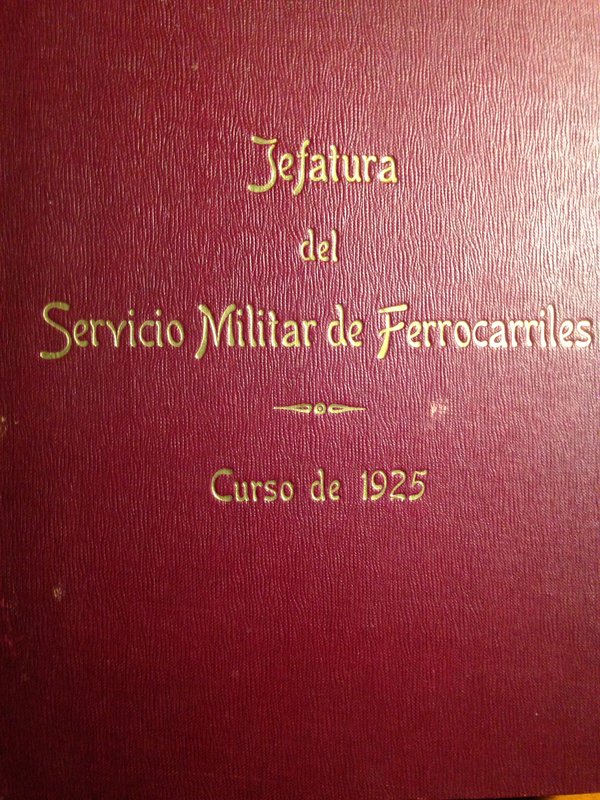 Jefatura
del
Servicio Militar de Ferrocarriles
Curso de 1925